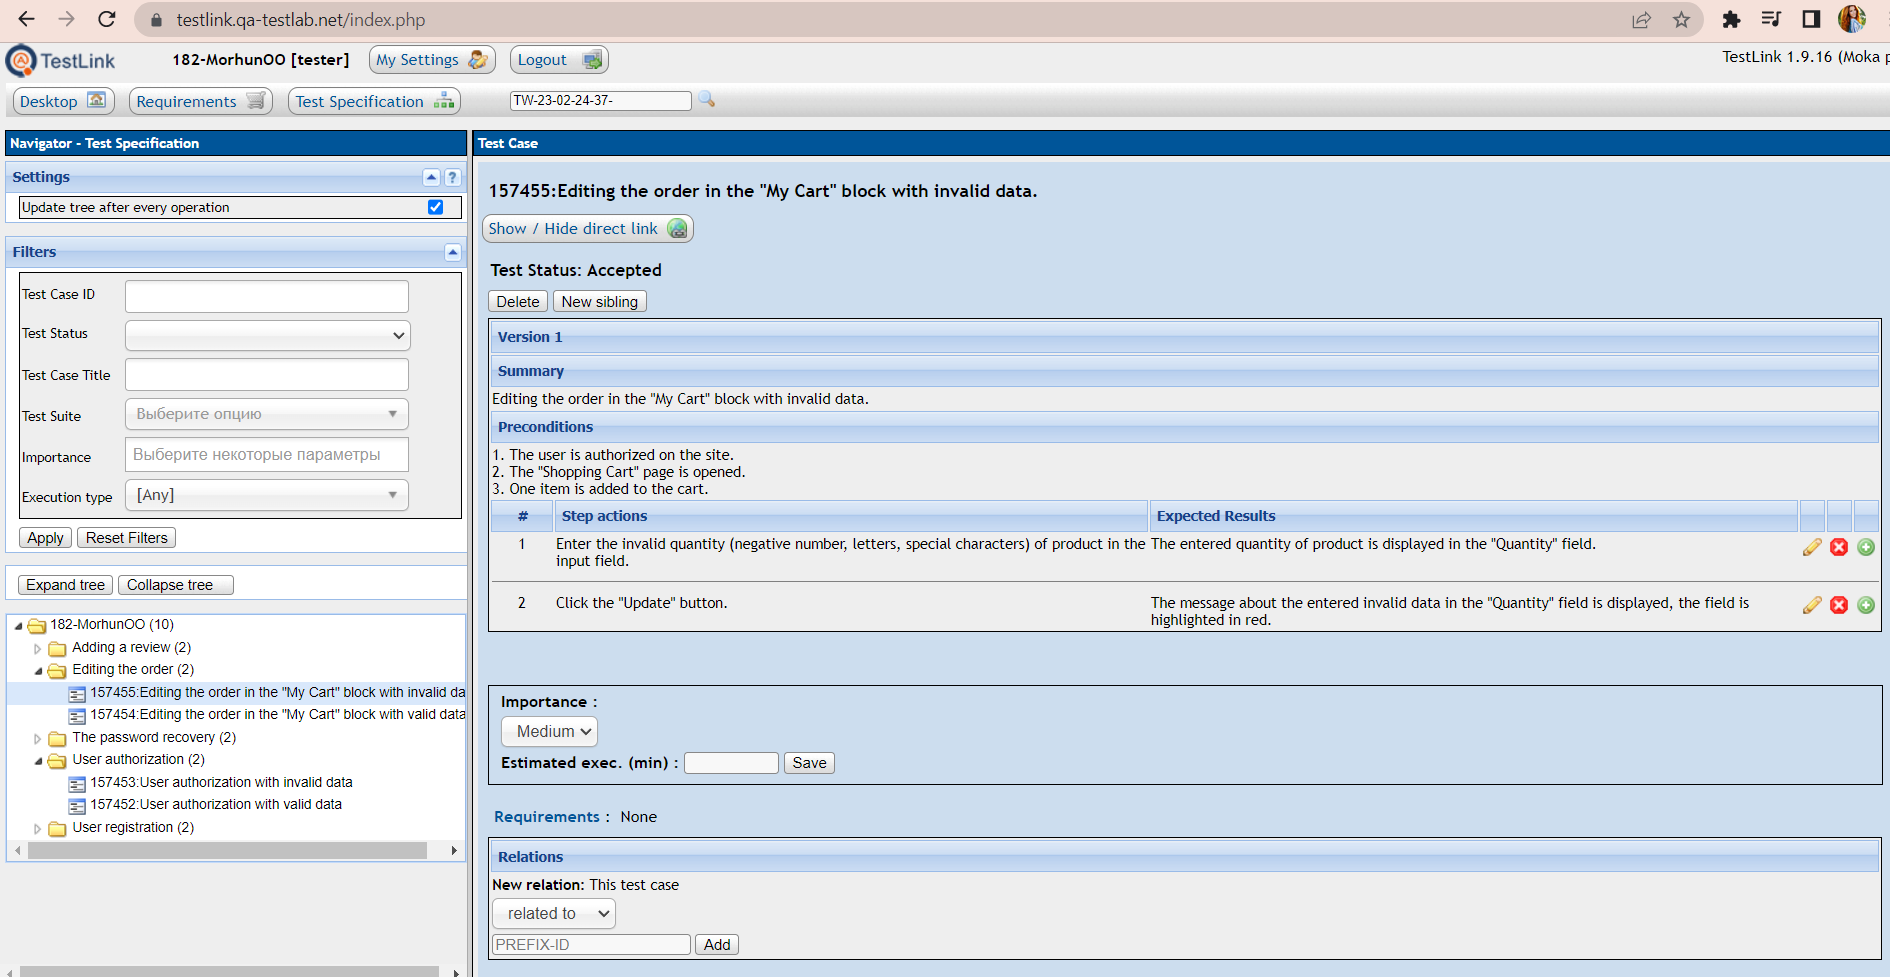 testlink.qa-testlab.net/index.php
TestLink
182-MorhunOO [tester]
My Settings
Logout
TestLink 1.9.16 (Moka p
Desktop
Requirements
Test Specification
TW-23-02-24-37-
Navigator - Test Specification
Settings
?
Update tree after every operation
Filters
Test Case ID
Test Status
Test Case Title
Test Suite
Выберите опцию
Importance
Выберите некоторые параметры
Execution type
[Any]
Apply
Reset Filters
Expand tree
Collapse tree
182-MorhunOO (10)
Adding a review (2)
Editing the order (2)
157455:Editing the order in the "My Cart" block with invalid da
157454:Editing the order in the "My Cart" block with valid data
The password recovery (2)
User authorization (2)
157453:User authorization with invalid data
157452:User authorization with valid data
User registration (2)
Test Case
157455:Editing the order in the "My Cart" block with invalid data.
Show / Hide direct link
Test Status: Accepted
Delete
New sibling
Version 1
Summary
Editing the order in the "My Cart" block with invalid data.
Preconditions
1. The user is authorized on the site.
2. The "Shopping Cart" page is opened.
3. One item is added to the cart.
# Step actions Expected Results
1 Enter the invalid quantity (negative number, letters, special characters) of product in the The entered quantity of product is displayed in the "Quantity" field.
input field.
2 Click the "Update" button. The message about the entered invalid data in the "Quantity" field is displayed, the field is
highlighted in red.
Importance :
Medium
Estimated exec. (min) :
Save
Requirements : None
Relations
New relation: This test case
related to
PREFIX-ID
Add